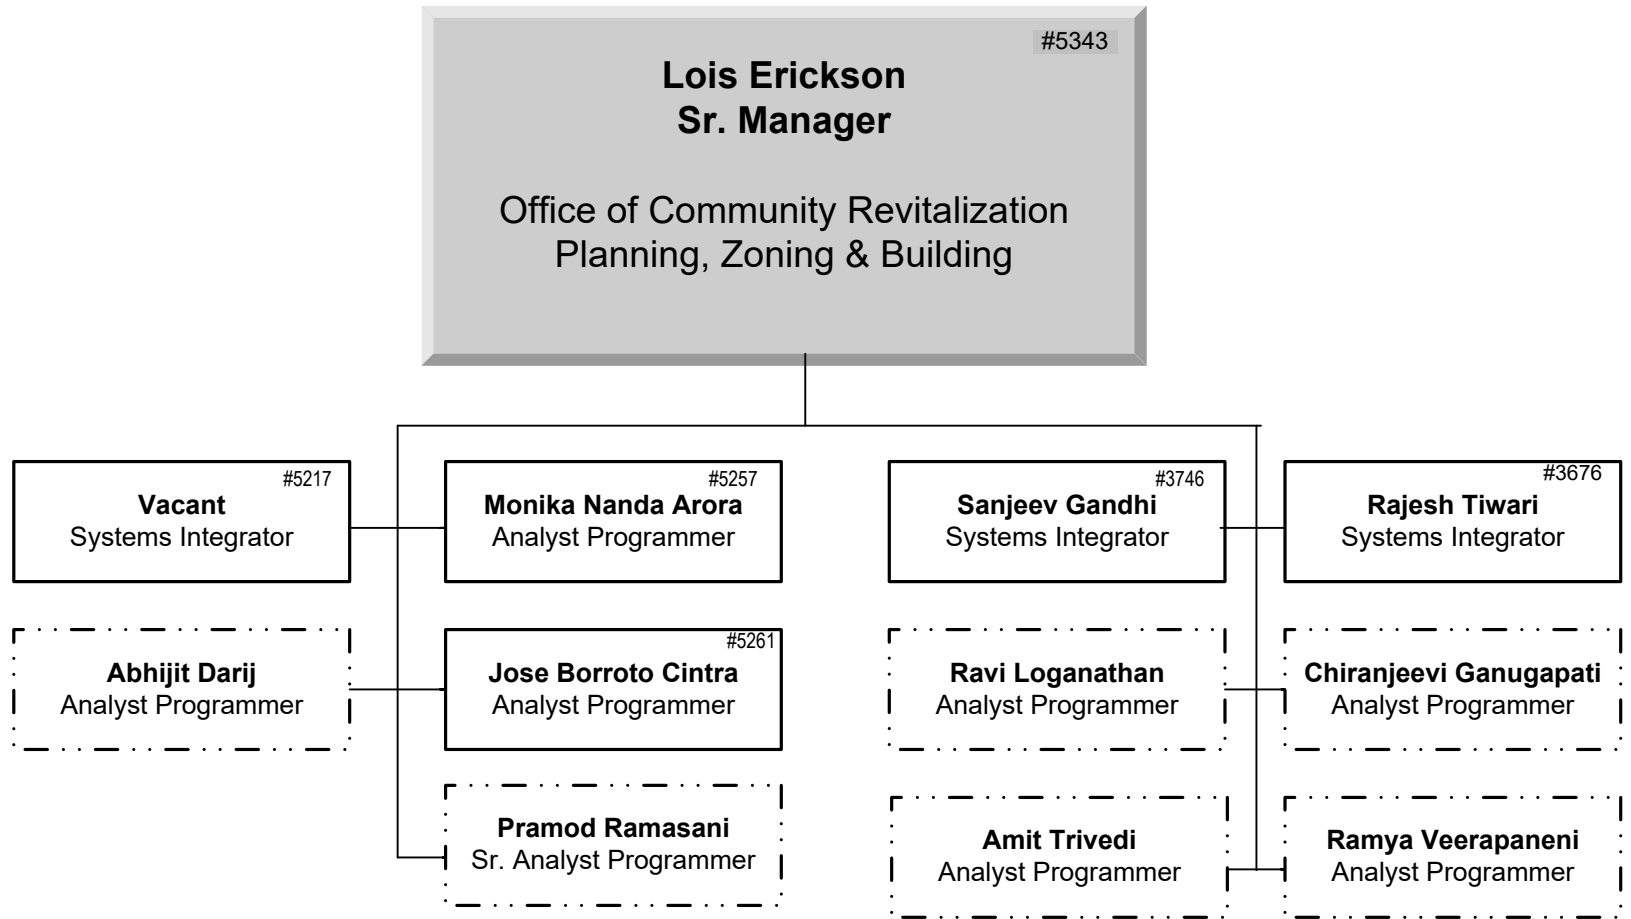 #5343
Lois Erickson
Sr. Manager
Office of Community Revitalization
Planning, Zoning & Building
#5217
Vacant
Systems Integrator
#5257
Monika Nanda Arora
Analyst Programmer
#3746
Sanjeev Gandhi
Systems Integrator
#3676
Rajesh Tiwari
Systems Integrator
Abhijit Darij
Analyst Programmer
#5261
Jose Borroto Cintra
Analyst Programmer
Ravi Loganathan
Analyst Programmer
Chiranjeevi Ganugapati
Analyst Programmer
Pramod Ramasani
Sr. Analyst Programmer
Amit Trivedi
Analyst Programmer
Ramya Veerapaneni
Analyst Programmer